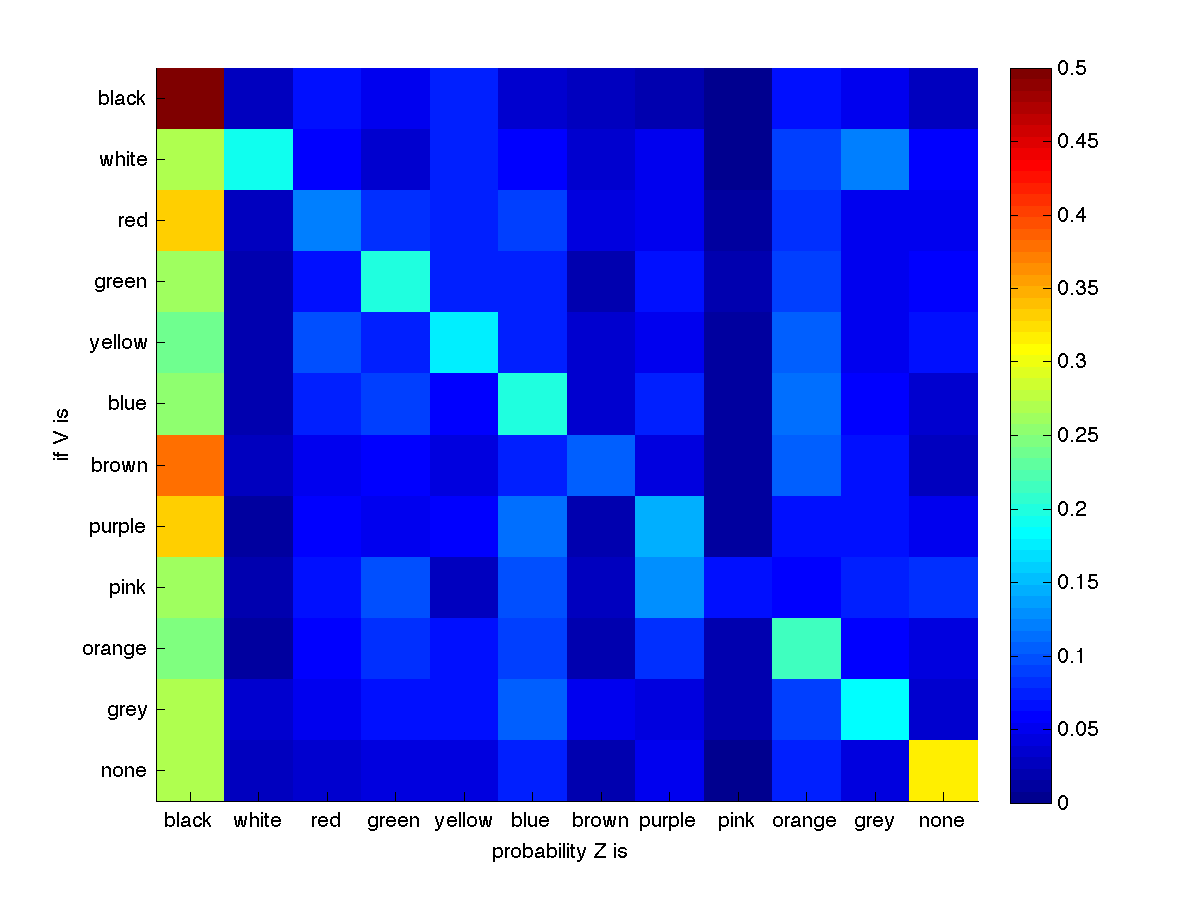 if V is
black
white
red
green
yellow
blue
brown
purple
pink
orange
grey
none
black white red green yellow blue brown purple pink orange grey none
probability Z is
0.5
0.45
0.4
0.35
0.3
0.25
0.2
0.15
0.1
0.05
0